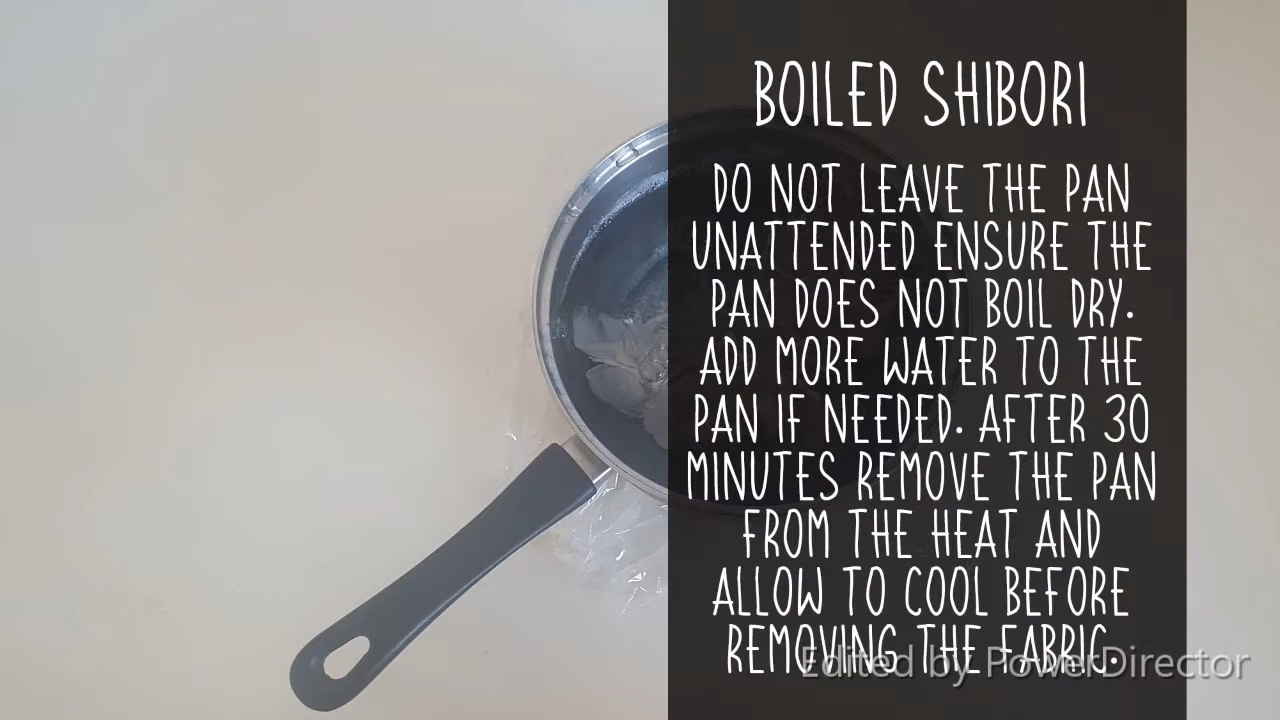 BOILED SHIBORI
DO NOT LEAVE THE PAN
UNATTENDED ENSURE THE
PAN DOES NOT BOIL DRY.
ADD MORE WATER TO THE
PAN IF NEEDED. AFTER 30
MINUTES REMOVE THE PAN
FROM THE HEAT AND
ALLOW TO COOL BEFORE
REMOVING THE FABRIC.
Edited by PowerDirector